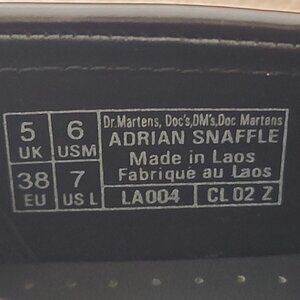 5 UK 6 USM
38 EU 7 US L
Dr.Martens, Doc's,DM's,Doc Martans
ADRIAN SNAFFLE
Made in Laos
Fabriqué au Laos
LA004 CL 02 Z